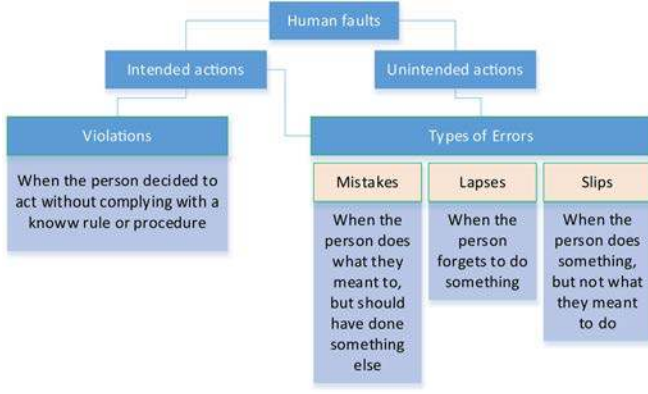 Human faults
Intended actions
Unintended actions
Violations
When the person decided to
act without complying with a
knoww rule or procedure
Types of Errors
Mistakes
When the
person does
what they
meant to,
but should
have done
something
else
Lapses
When the
person
forgets to do
something
Slips
When the
person does
something,
but not what
they meant
to do